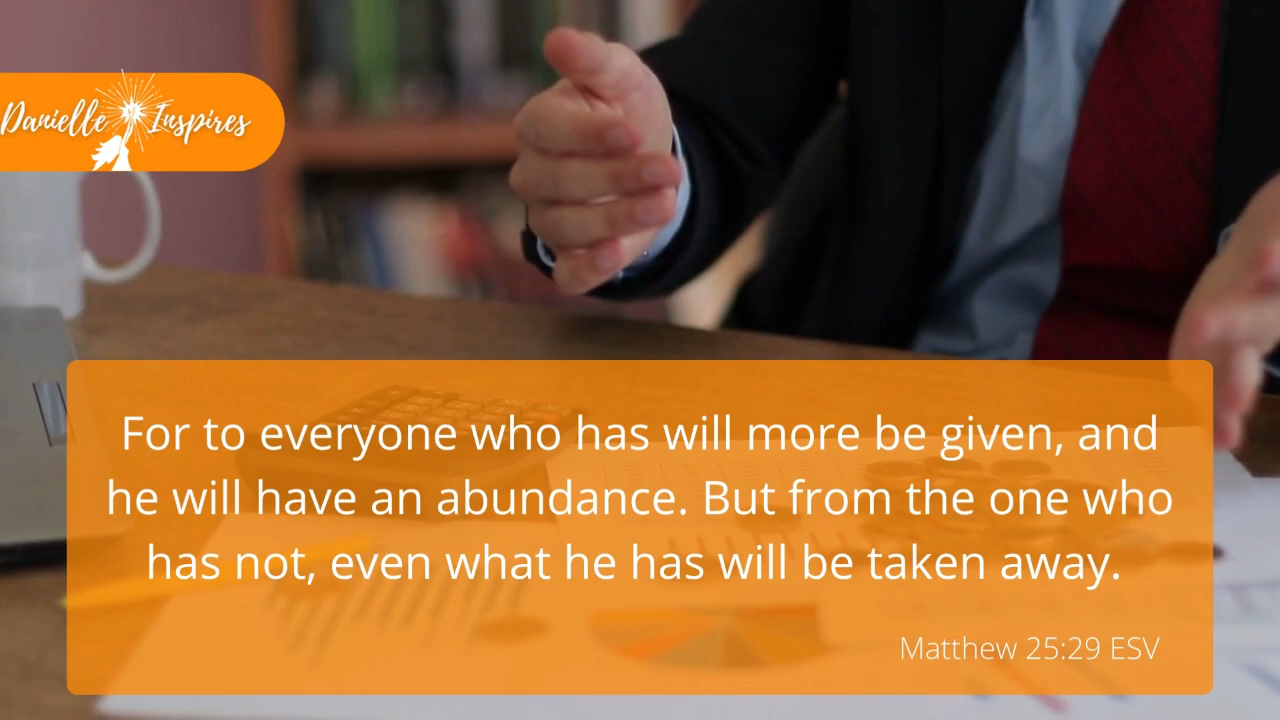 Danielle Inspires
For to everyone who has will more be given, and
he will have an abundance. But from the one who
has not, even what he has will be taken away.
Matthew 25:29 ESV